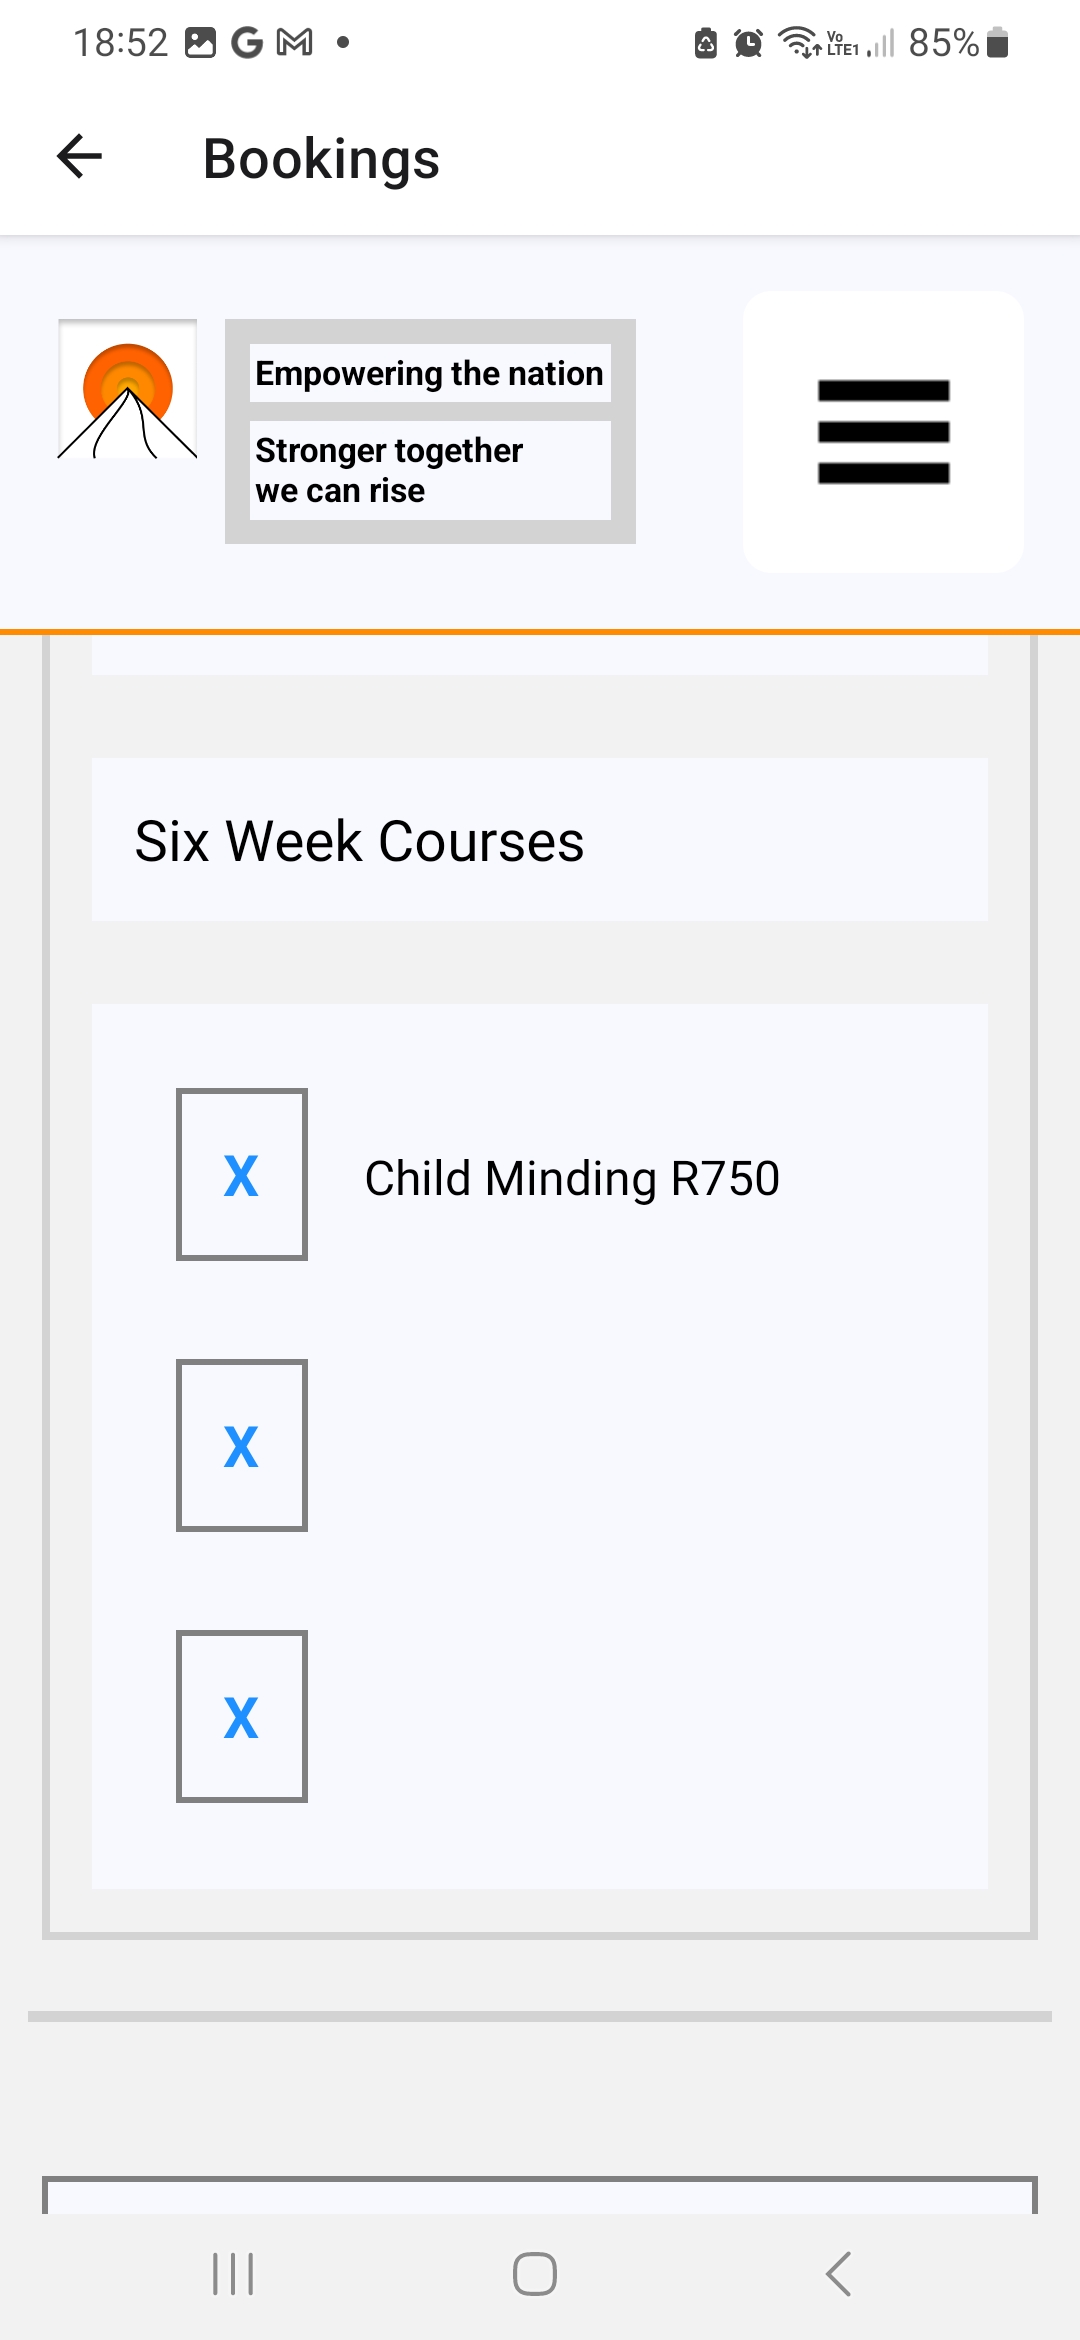 18:52
Vo
LTE1
85%
Bookings
Empowering the nation
Stronger together
we can rise
Six Week Courses
X
Child Minding R750
X
X